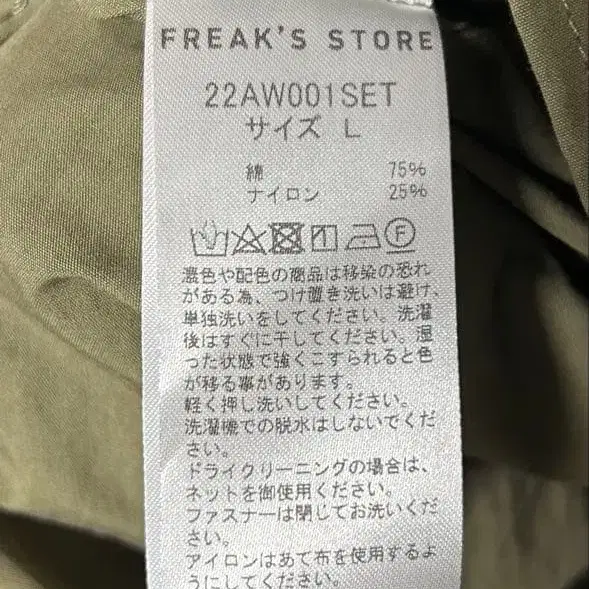 FREAK'S STORE
22AW001SET
サイズ L
綿 75%
ナイロン 25%
F
濃色や配色の商品は移染の恐れ
がある為、つけ置き洗いは避け、
単独洗いをしてください。洗濯
後はすぐに干してください。湿
った状態で強くこすられると色
が移る事があります。
軽く押し洗いしてください。
洗濯機での脱水はしないでくだ
さい。
ドライクリーニングの場合は、
ネットを御使用ください。
ファスナーは閉じてお洗いくだ
さい。
アイロンはあて布を使用するよ
うにしてください。